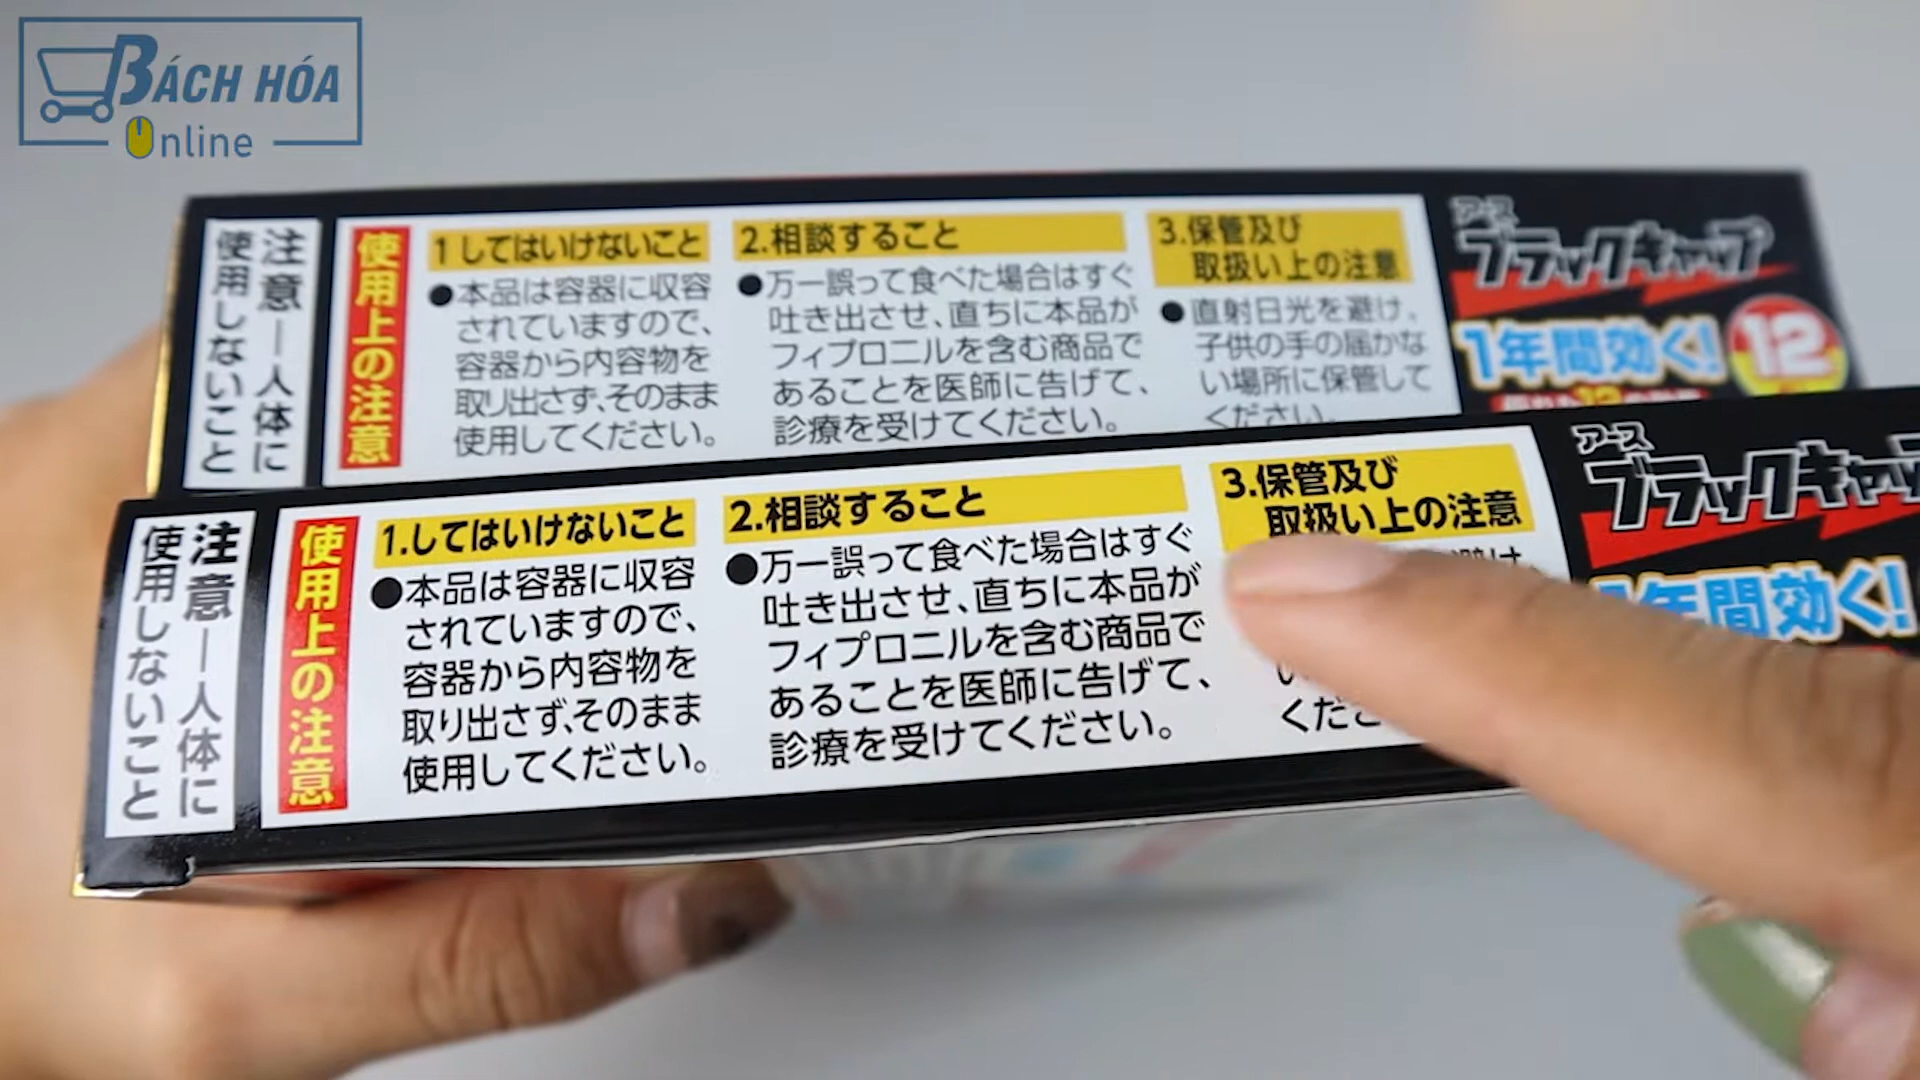 BÁCH HÓA
Online
注意―人体に
使用しないこと
使用上の注意
1 してはいけないこと
●本品は容器に収容
されていますので、
容器から内容物を
取り出さず、そのまま
使用してください。
2.相談すること
●万一誤って食べた場合はすぐ
吐き出させ、直ちに本品が
フィプロニルを含む商品で
あることを医師に告げて、
診療を受けてください。
3.保管及び
取扱い上の注意
●直射日光を避け、
子供の手の届かな
い場所に保管して
ください。
アース
ブラックキャップ
1年間効く!
12
注意―人体に
使用しないこと
使用上の注意
1.してはいけないこと
●本品は容器に収容
されていますので、
容器から内容物を
取り出さず、そのまま
使用してください。
2.相談すること
●万一誤って食べた場合はすぐ
吐き出させ、直ちに本品が
フィプロニルを含む商品で
あることを医師に告げて、
診療を受けてください。
3.保管及び
取扱い上の注意
アース
ブラックキャッ
1年間効く!